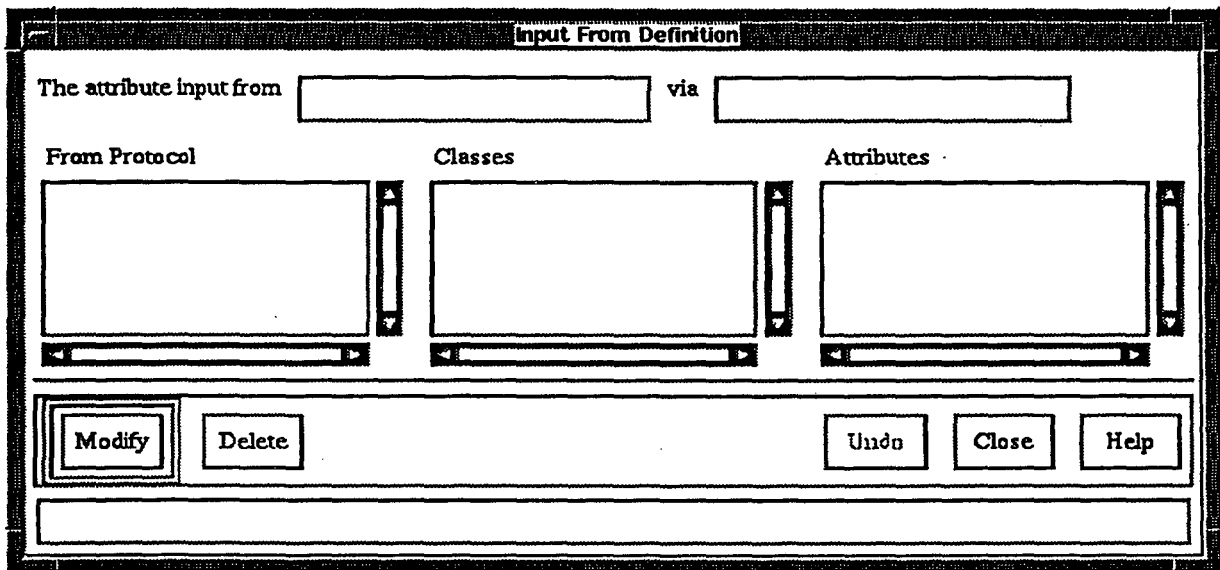 Input From Definition
The attribute input from via
From Protocol Classes Attributes
Modify Delete Undo Close Help